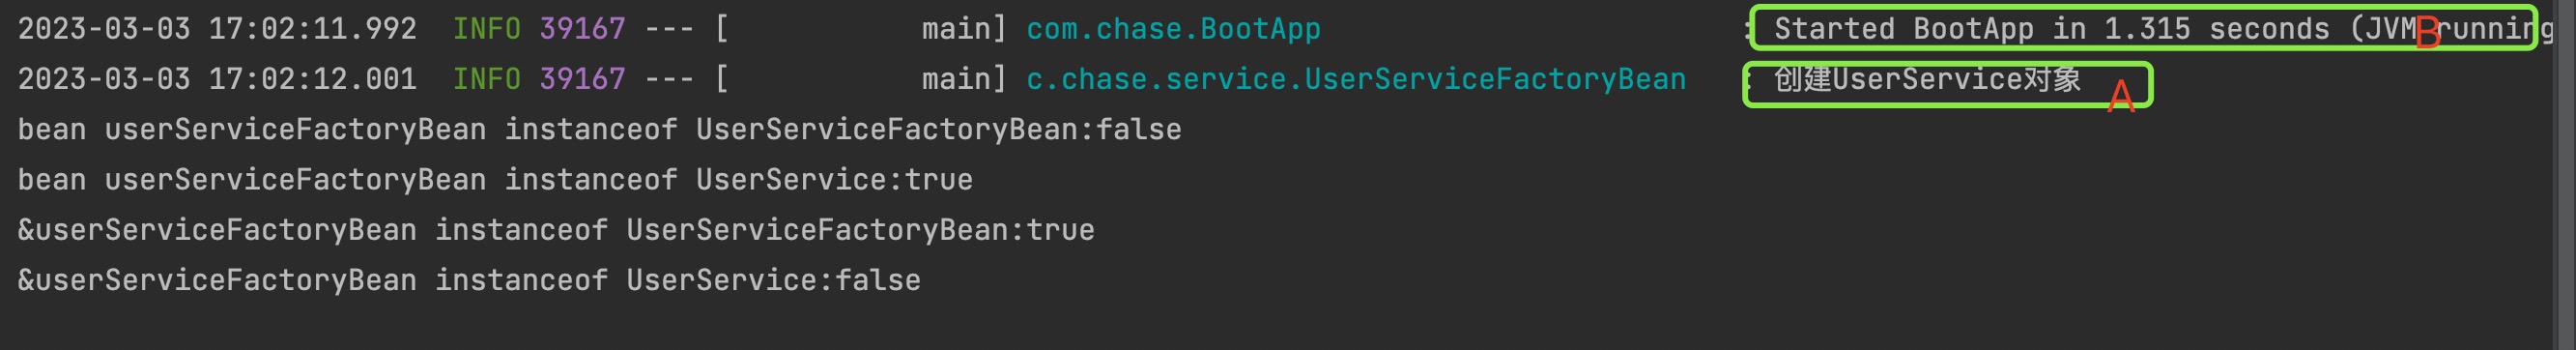 2023-03-03 17:02:11.992  INFO 39167 --- [           main] com.chase.BootApp                        : Started BootApp in 1.315 seconds (JVM running
B
2023-03-03 17:02:12.001  INFO 39167 --- [           main] c.chase.service.UserServiceFactoryBean   : 创建UserService对象
A
bean userServiceFactoryBean instanceof UserServiceFactoryBean:false
bean userServiceFactoryBean instanceof UserService:true
&userServiceFactoryBean instanceof UserServiceFactoryBean:true
&userServiceFactoryBean instanceof UserService:false